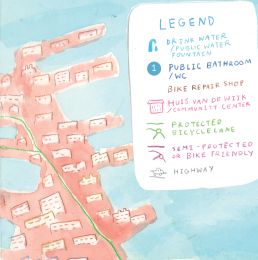 LEGEND
DRINK WATER
/PUBLIC WATER
FOUNTAIN
1
PUBLIC BATHROOM
/WC
BIKE REPAIR SHOP
HUIS VAN DE WIJK
/COMMUNITY CENTER
PROTECTED
BICYCLE LANE
SEMI-PROTECTED
OR BIKE FRIENDLY
HIGHWAY